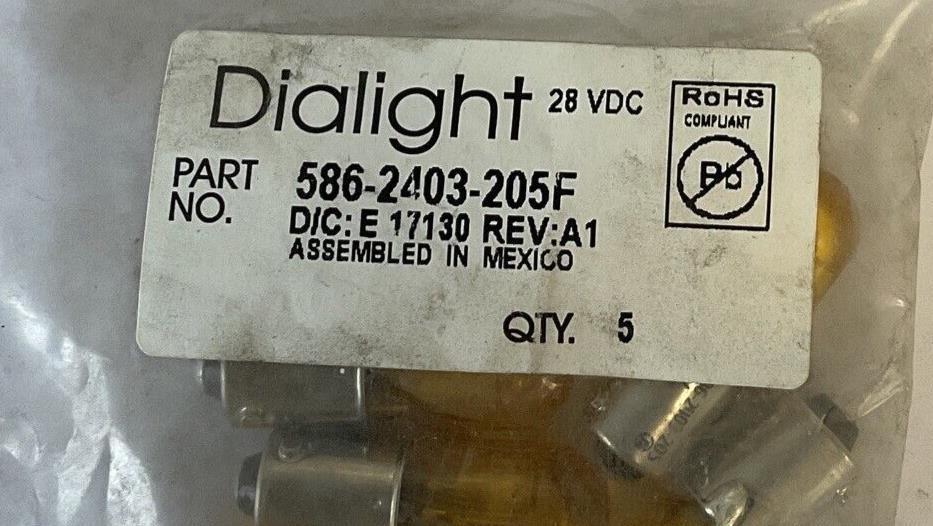 Dialight 28 VDC
RoHS
COMPLIANT
Pb
PART NO. 586-2403-205F
D/C: E 17130 REV:A1
ASSEMBLED IN MEXICO
QTY. 5